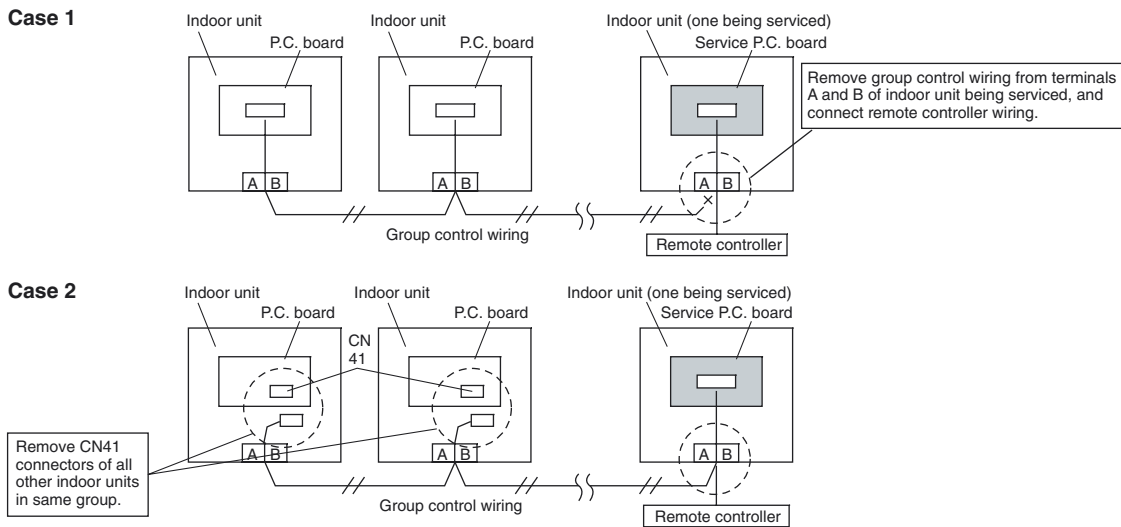 Case 1
Indoor unit
P.C. board
Indoor unit
P.C. board
Indoor unit (one being serviced)
Service P.C. board
Remove group control wiring from terminals
A and B of indoor unit being serviced, and
connect remote controller wiring.
A B
A B
A B
Group control wiring
Remote controller
Case 2
Indoor unit
P.C. board
Indoor unit
P.C. board
Indoor unit (one being serviced)
Service P.C. board
CN
41
Remove CN41
connectors of all
other indoor units
in same group.
A B
A B
A B
Group control wiring
Remote controller